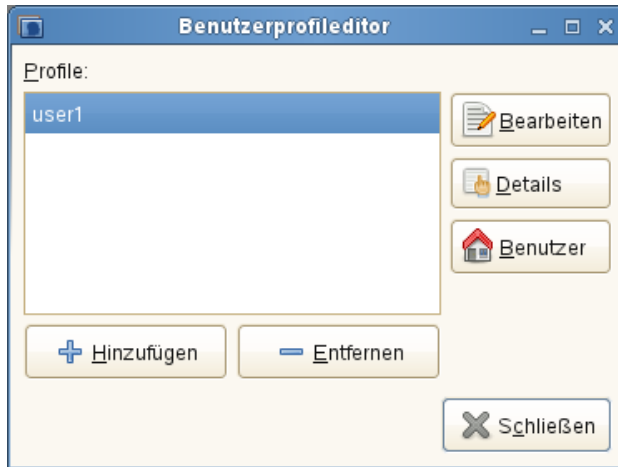 Benutzerprofileditor
Profile:
user1
Bearbeiten
Details
Benutzer
Hinzufügen
Entfernen
Schließen